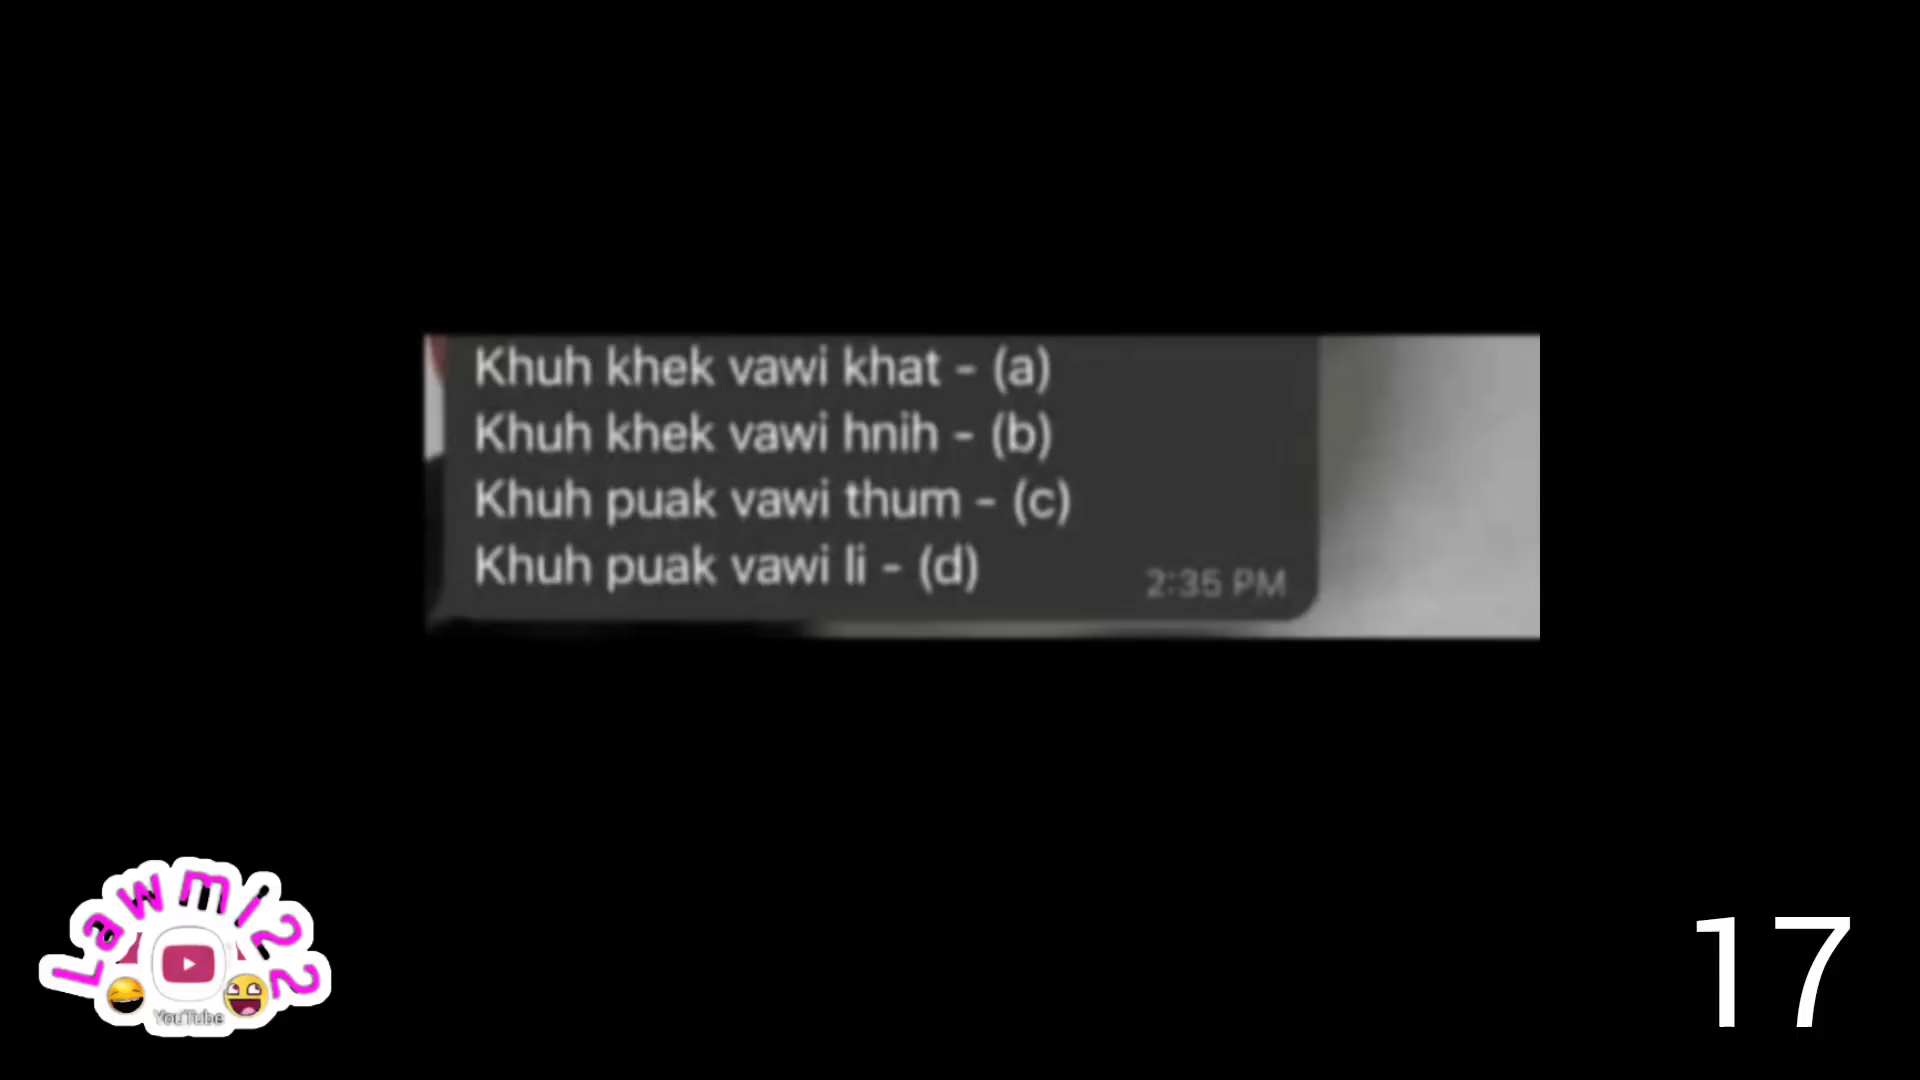 Khuh khek vawi khat - (a)
Khuh khek vawi hnih - (b)
Khuh puak vawi thum - (c)
Khuh puak vawi li - (d)
2:35 PM
Lawmi22
YouTube
17